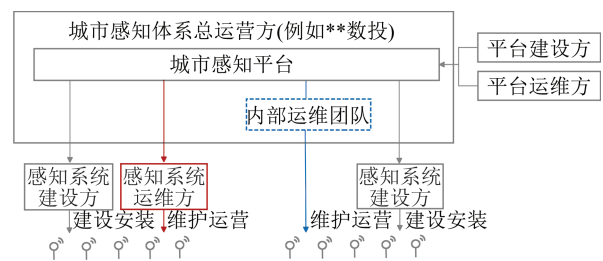 城市感知体系总运营方(例如**数投)
城市感知平台
平台建设方
平台运维方
内部运维团队
感知系统
建设方
感知系统
运维方
感知系统
建设方
建设安装
维护运营
维护运营
建设安装